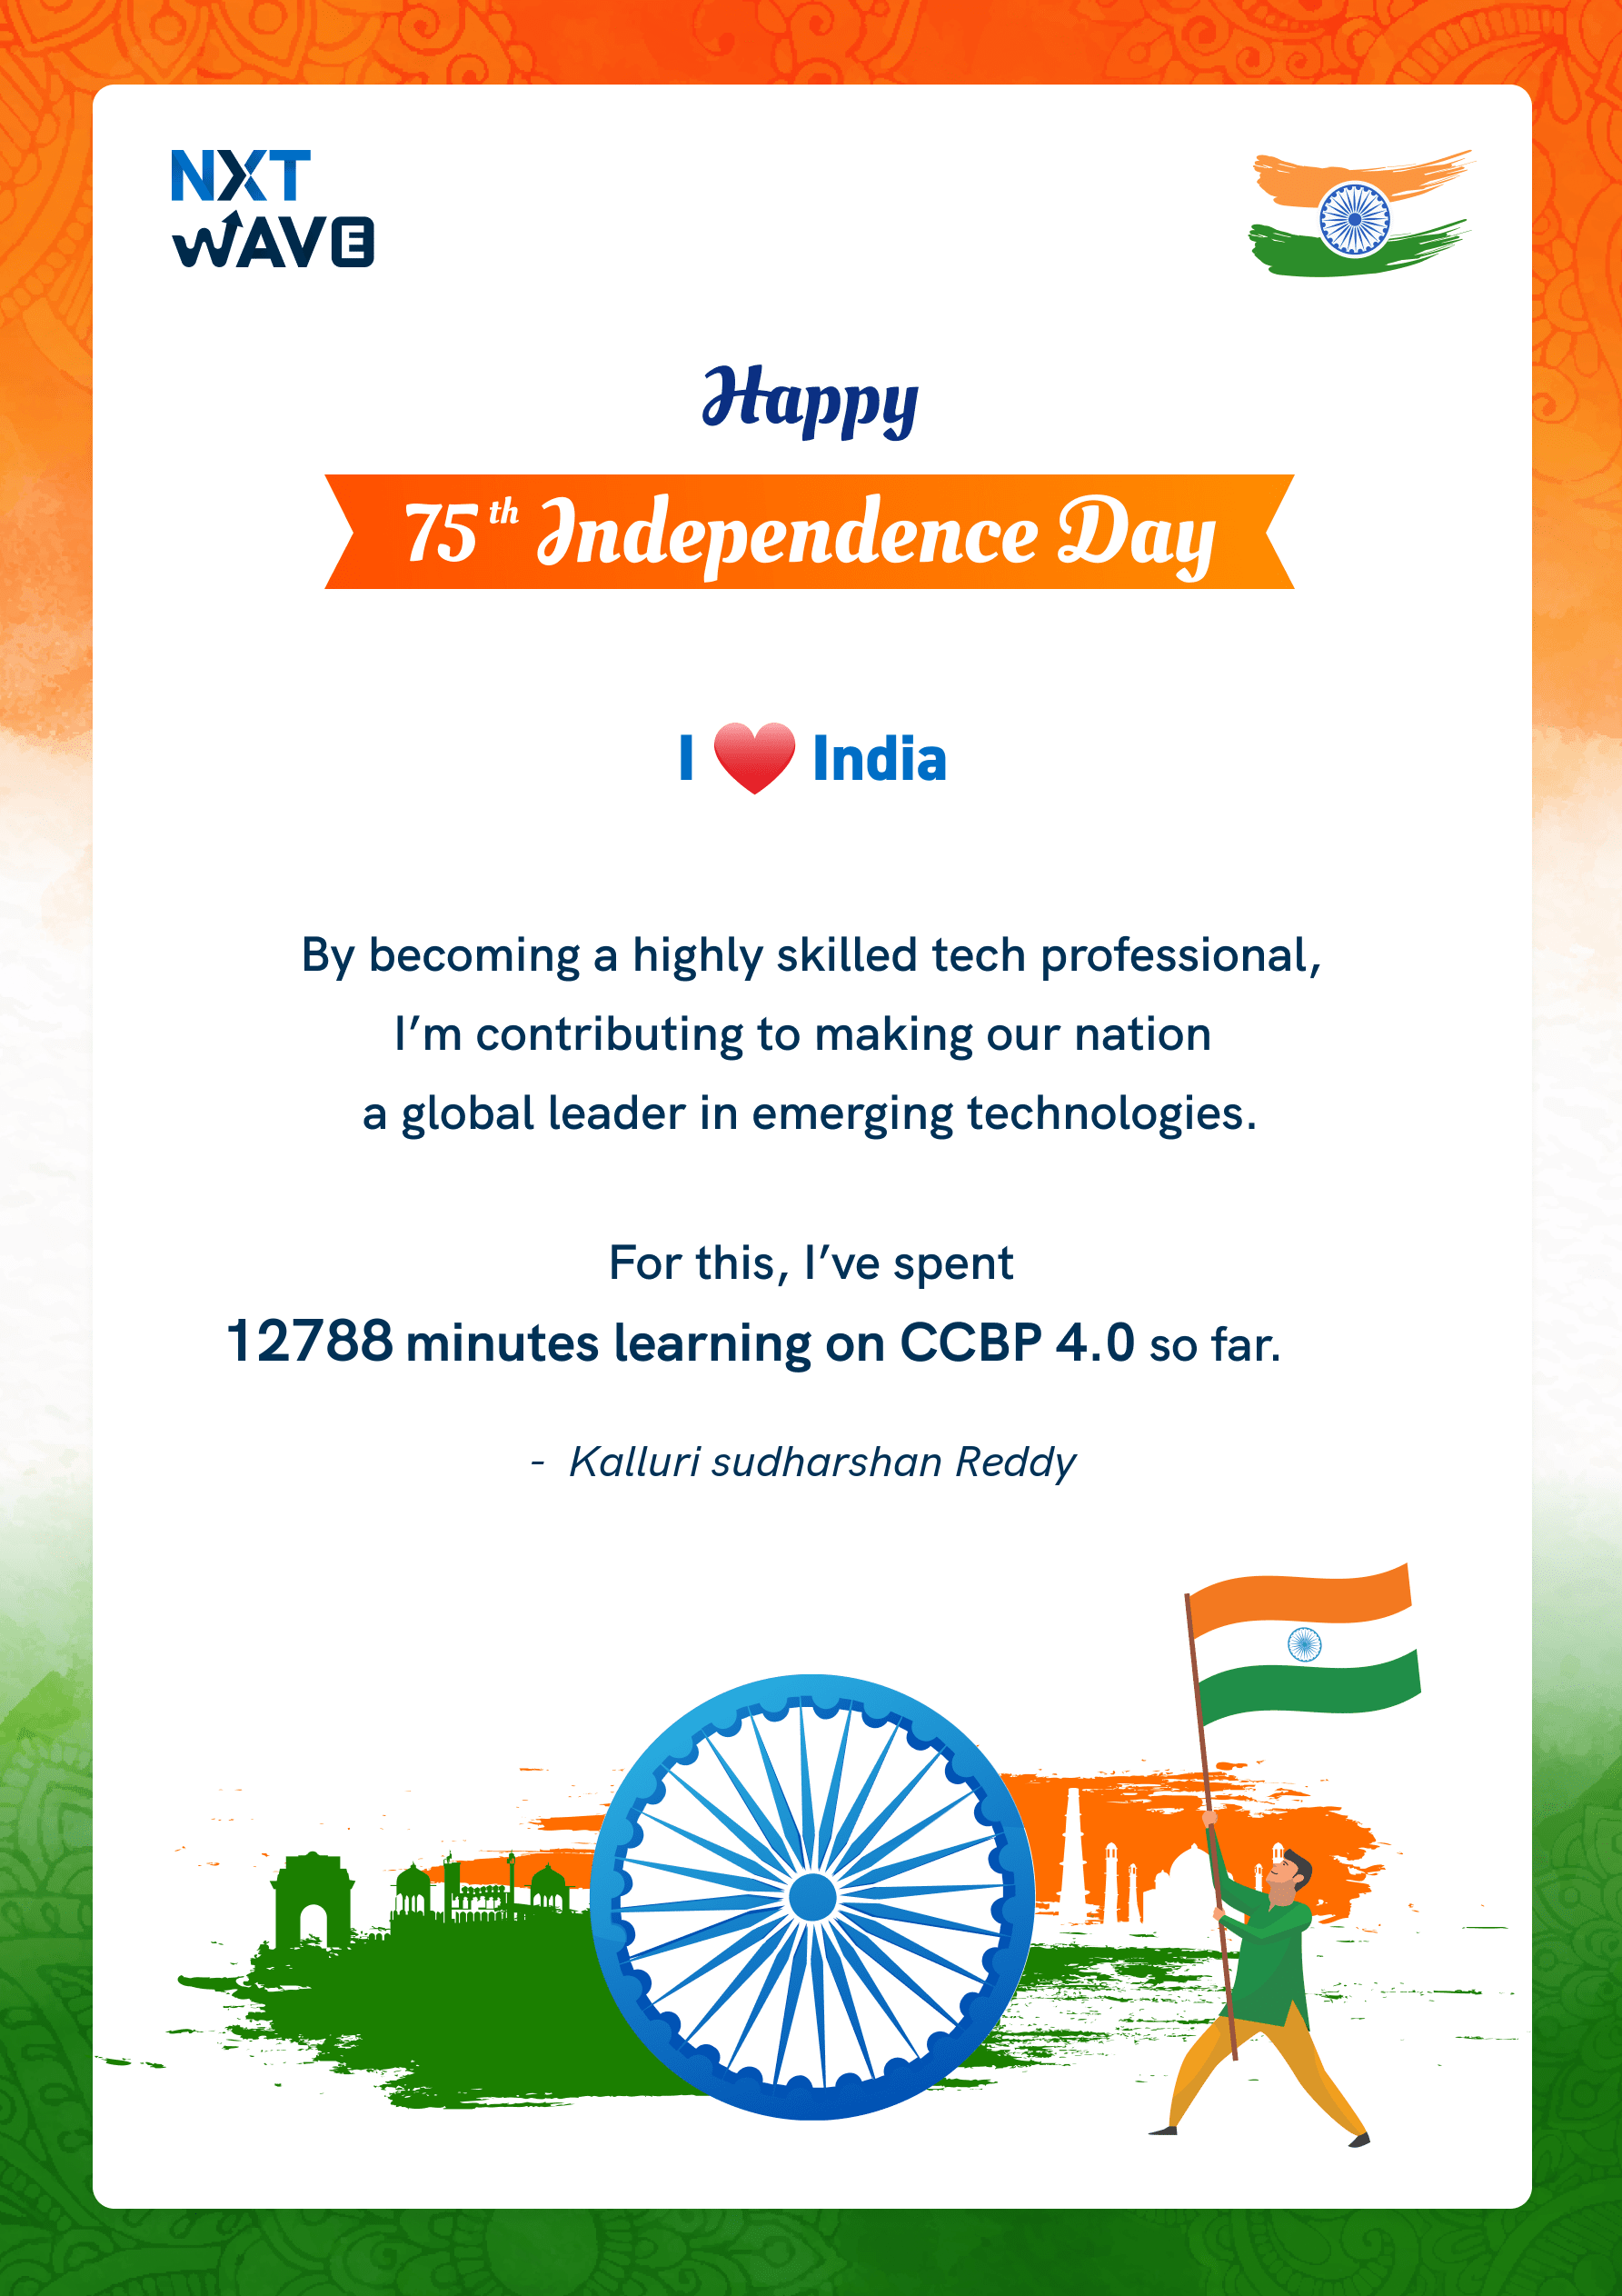 NXT
WAVE
Happy
75th Independence Day
I ❤ India
By becoming a highly skilled tech professional,
I’m contributing to making our nation
a global leader in emerging technologies.
For this, I’ve spent
12788 minutes learning on CCBP 4.0 so far.
- Kalluri sudharshan Reddy